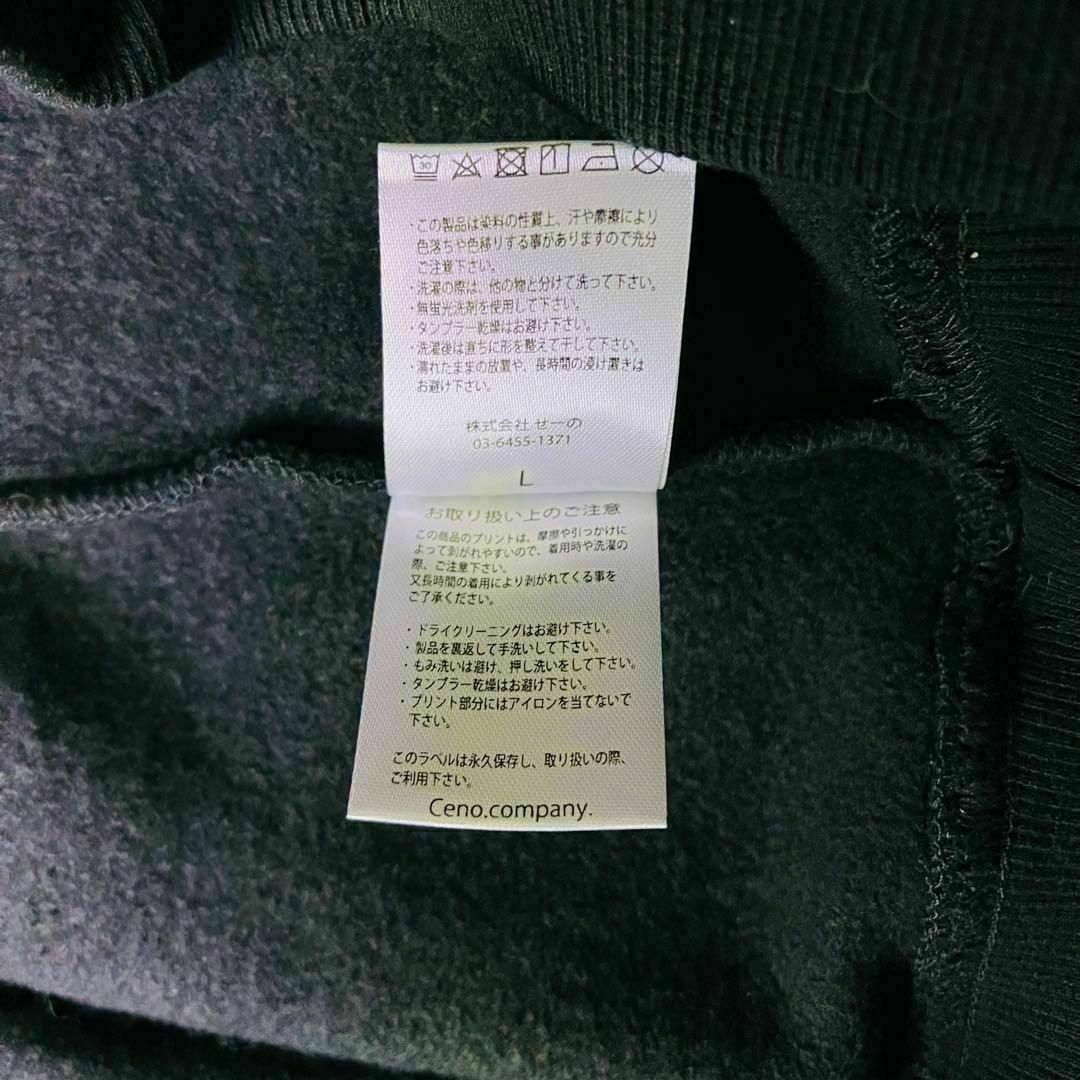 30
・この製品は染料の性質上、汗や摩擦により
色落ちや色移りする事がありますので充分
ご注意下さい。
・洗濯の際は、他の物と分けて洗って下さい。
・無蛍光洗剤を使用して下さい。
・タンブラー乾燥はお避け下さい。
・洗濯後は直ちに形を整えて干して下さい。
・濡れたままの放置や、長時間の浸け置きは
お避け下さい。
株式会社 せーの
03-6455-1371
L
お取り扱い上のご注意
この商品のプリントは、摩擦や引っかけに
よって剥がれやすいので、着用時や洗濯の
際、ご注意下さい。
又長時間の着用により剥がれてくる事を
ご了承ください。
・ドライクリーニングはお避け下さい。
・製品を裏返して手洗いして下さい。
・もみ洗いは避け、押し洗いをして下さい。
・タンブラー乾燥はお避け下さい。
・プリント部分にはアイロンを当てないで
下さい。
このラベルは永久保存し、取り扱いの際、
ご利用下さい。
Ceno.company.